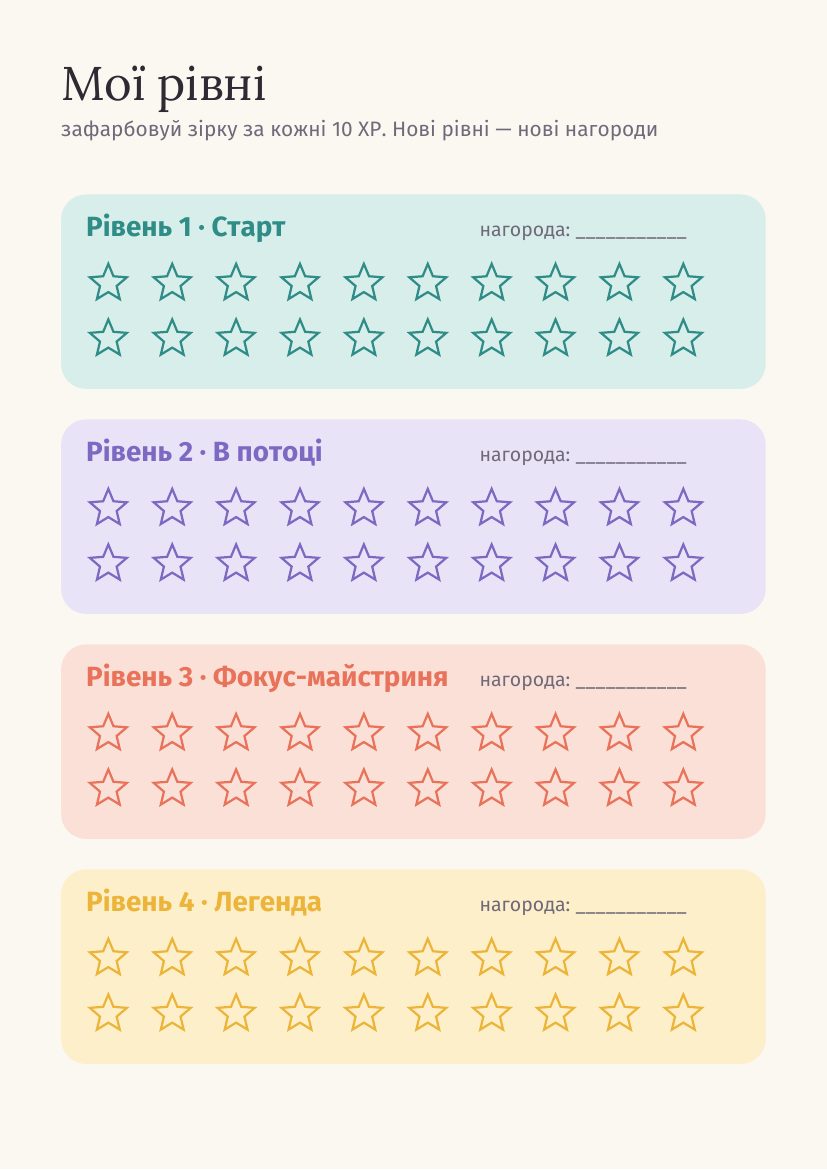 Мої рівні
зафарбовуй зірку за кожні 10 XP. Нові рівні — нові нагороди
Рівень 1 · Старт
нагорода: ___________
Рівень 2 · В потоці
нагорода: ___________
Рівень 3 · Фокус-майстриня
нагорода: ___________
Рівень 4 · Легенда
нагорода: ___________